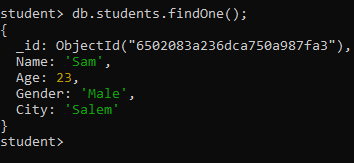 student> db.students.findOne();
{
  _id: ObjectId("6502083a236dca750a987fa3"),
  Name: 'Sam',
  Age: 23,
  Gender: 'Male',
  City: 'Salem'
}
student>